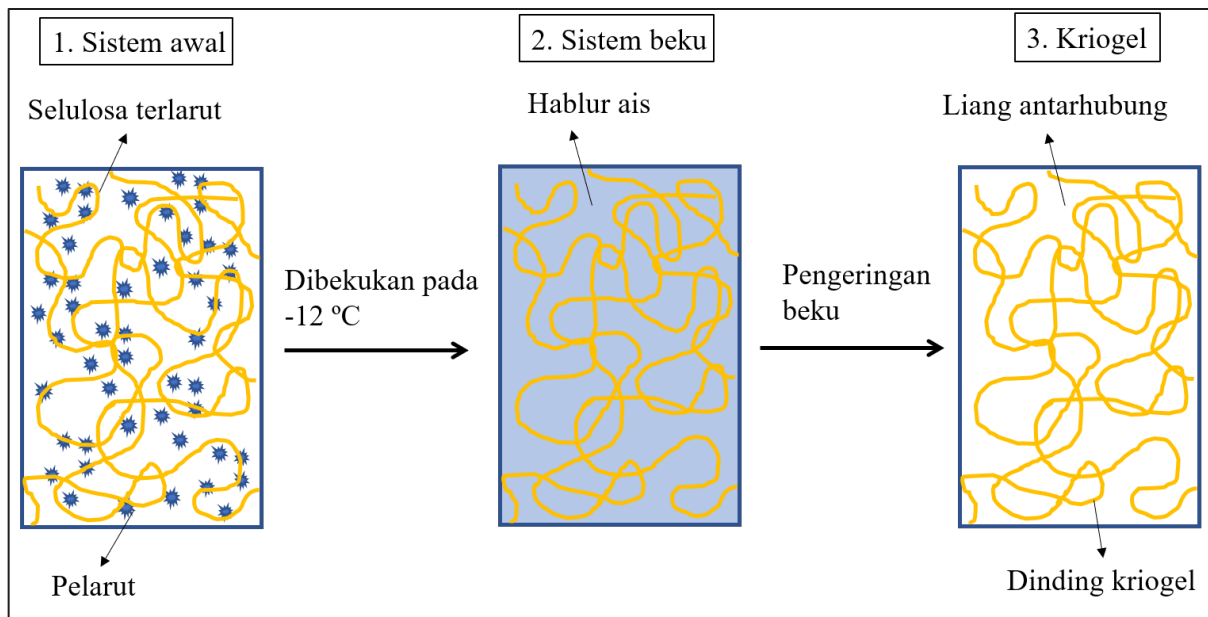 1. Sistem awal
2. Sistem beku
3. Kriogel
Selulosa terlarut
Hablur ais
Liang antarhubung
Dibekukan pada
-12 ºC
Pengeringan
beku
Pelarut
Dinding kriogel